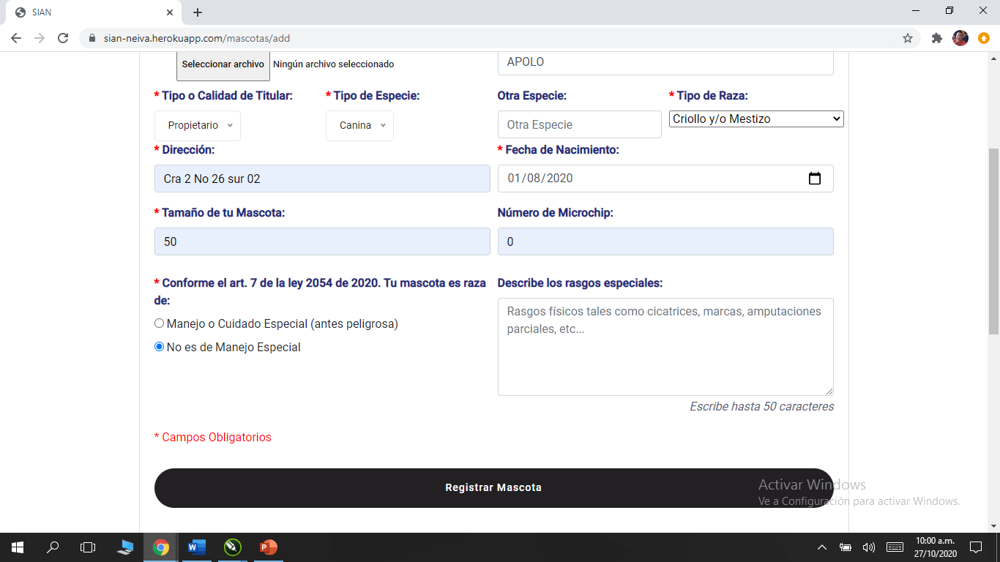 SIAN
sian-neiva.herokuapp.com/mascotas/add
Seleccionar archivo Ningún archivo seleccionado
APOLO
* Tipo o Calidad de Titular:
* Tipo de Especie:
Otra Especie:
* Tipo de Raza:
Propietario
Canina
Otra Especie
Criollo y/o Mestizo
* Dirección:
* Fecha de Nacimiento:
Cra 2 No 26 sur 02
01/08/2020
* Tamaño de tu Mascota:
Número de Microchip:
50
0
* Conforme el art. 7 de la ley 2054 de 2020. Tu mascota es raza
de:
Manejo o Cuidado Especial (antes peligrosa)
No es de Manejo Especial
Describe los rasgos especiales:
Rasgos físicos tales como cicatrices, marcas, amputaciones
parciales, etc...
Escribe hasta 50 caracteres
* Campos Obligatorios
Registrar Mascota
Activar Windows
Ve a Configuración para activar Windows.
10:00 a.m.
27/10/2020